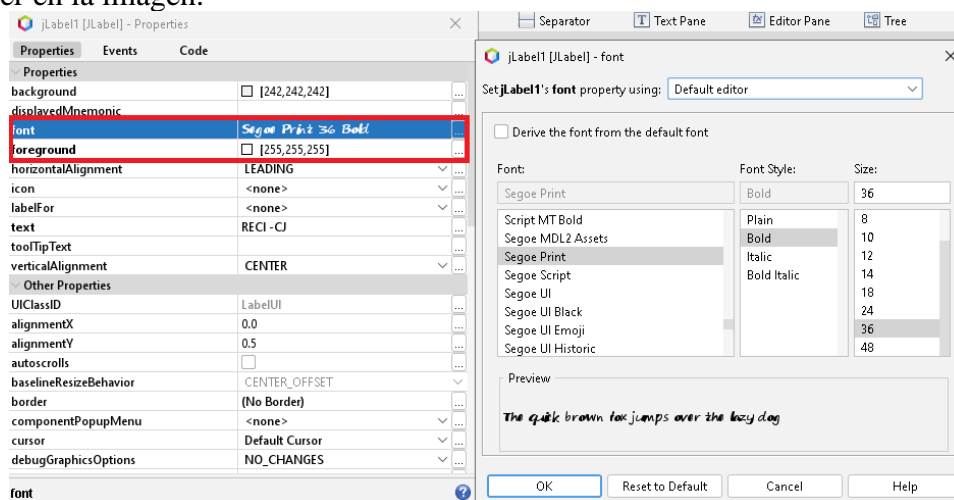 er en la imagen.
jLabel1 [JLabel] - Properties
Properties Events Code
Properties
background [242,242,242] ...
displayedMnemonic
font Segoe Print 36 Bold ...
foreground [255,255,255] ...
horizontalAlignment LEADING ...
icon <none> ...
labelFor <none> ...
text RECI -CJ ...
toolTipText ...
verticalAlignment CENTER ...
Other Properties
UIClassID LabelUI ...
alignmentX 0.0 ...
alignmentY 0.5 ...
autoscrolls ...
baselineResizeBehavior CENTER_OFFSET
border (No Border) ...
componentPopupMenu <none> ...
cursor Default Cursor ...
debugGraphicsOptions NO_CHANGES ...
font ?
Separator Text Pane Editor Pane Tree
jLabel1 [JLabel] - font
Set jLabel1's font property using: Default editor
Derive the font from the default font
Font: Font Style: Size:
Segoe Print Bold 36
Script MT Bold Plain 8
Segoe MDL2 Assets Bold 10
Segoe Print Italic 12
Segoe Script Bold Italic 14
Segoe UI 18
Segoe UI Black 24
Segoe UI Emoji 36
Segoe UI Historic 48
Preview
The quick brown fox jumps over the lazy dog
OK Reset to Default Cancel Help